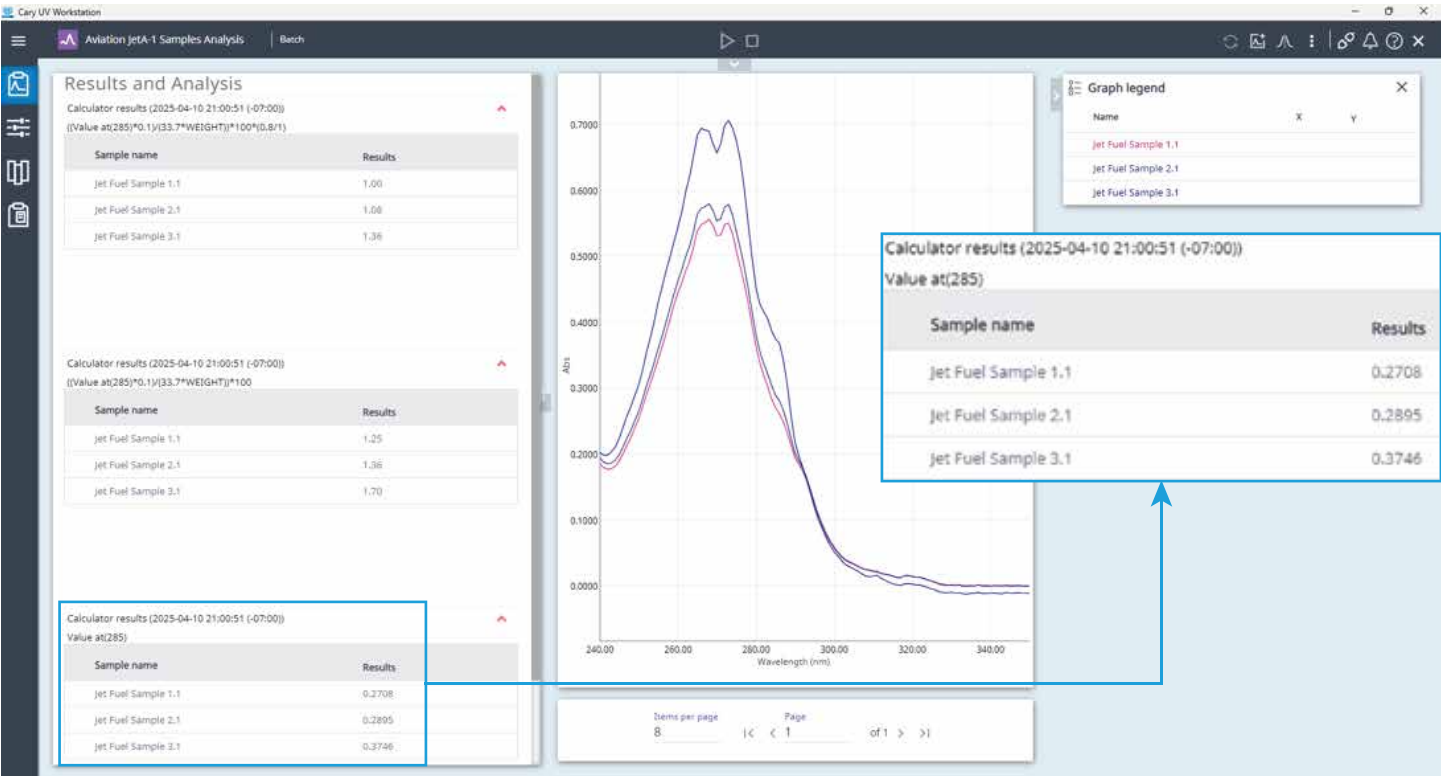 Cary UV Workstation
Aviation JetA-1 Samples Analysis Batch
Results and Analysis
Calculator results (2025-04-10 21:00:51 (-07:00))
((Value at(285)*0.1)/(33.7*WEIGHT))*100*(0.8/1)
Sample name Results
Jet Fuel Sample 1.1 1.00
Jet Fuel Sample 2.1 1.08
Jet Fuel Sample 3.1 1.36
Calculator results (2025-04-10 21:00:51 (-07:00))
((Value at(285)*0.1)/(33.7*WEIGHT))*100
Sample name Results
Jet Fuel Sample 1.1 1.25
Jet Fuel Sample 2.1 1.36
Jet Fuel Sample 3.1 1.70
Calculator results (2025-04-10 21:00:51 (-07:00))
Value at(285)
Sample name Results
Jet Fuel Sample 1.1 0.2708
Jet Fuel Sample 2.1 0.2895
Jet Fuel Sample 3.1 0.3746
0.7000
0.6000
0.5000
0.4000
0.3000
0.2000
0.1000
0.0000
Abs
240.00 260.00 280.00 300.00 320.00 340.00
Wavelength (nm)
Items per page Page
8 1 of 1
Graph legend
Name X Y
Jet Fuel Sample 1.1
Jet Fuel Sample 2.1
Jet Fuel Sample 3.1
Calculator results (2025-04-10 21:00:51 (-07:00))
Value at(285)
Sample name Results
Jet Fuel Sample 1.1 0.2708
Jet Fuel Sample 2.1 0.2895
Jet Fuel Sample 3.1 0.3746